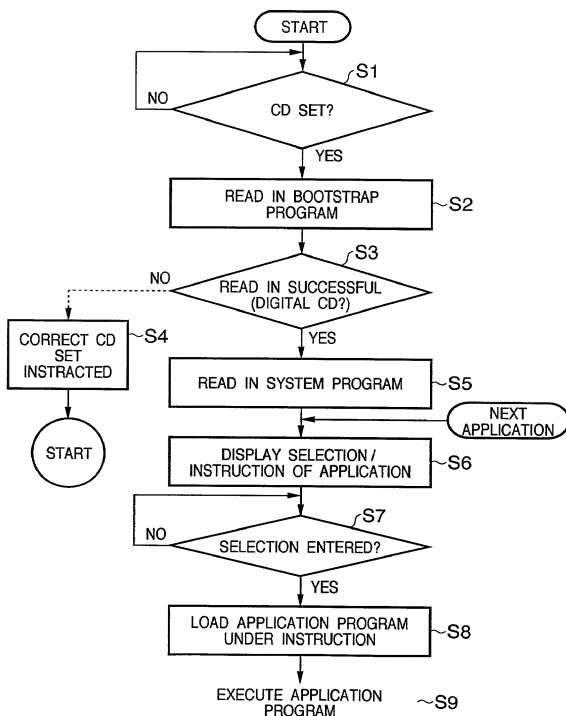 START
S1
CD SET?
NO
YES
READ IN BOOTSTRAP
PROGRAM
S2
S3
NO
READ IN SUCCESSFUL
(DIGITAL CD?)
S4
CORRECT CD
SET
INSTRACTED
YES
READ IN SYSTEM PROGRAM
S5
START
NEXT
APPLICATION
DISPLAY SELECTION/
INSTRUCTION OF APPLICATION
S6
S7
NO
SELECTION ENTERED?
YES
LOAD APPLICATION PROGRAM
UNDER INSTRUCTION
S8
EXECUTE APPLICATION
PROGRAM
S9